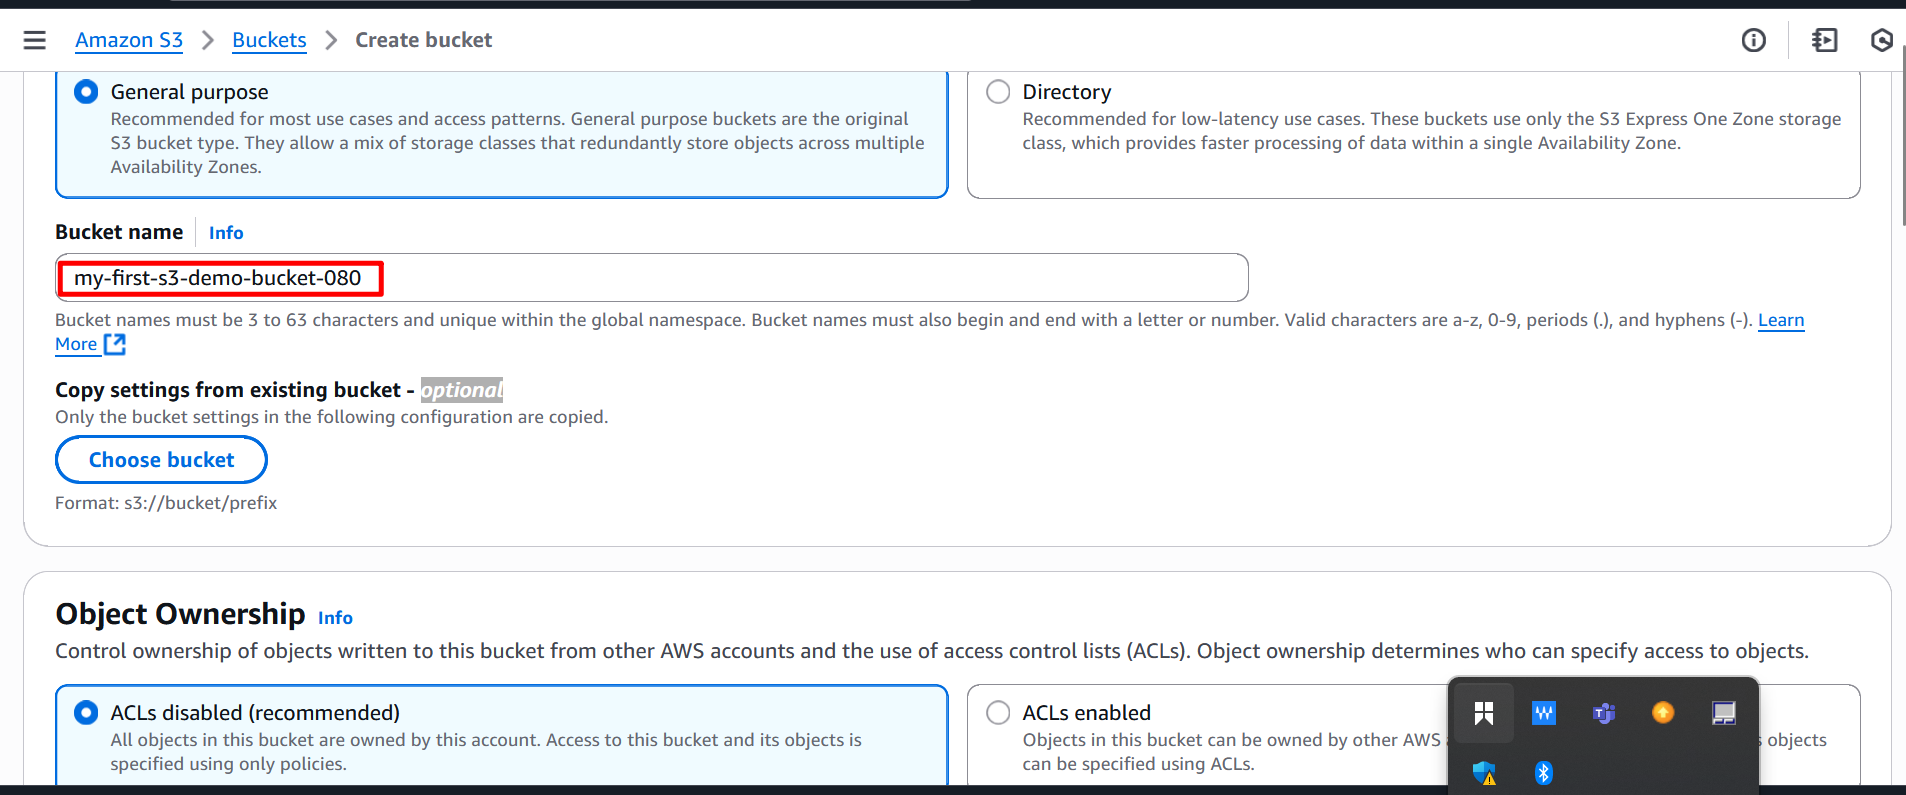 Amazon S3 > Buckets > Create bucket
General purpose
Recommended for most use cases and access patterns. General purpose buckets are the original
S3 bucket type. They allow a mix of storage classes that redundantly store objects across multiple
Availability Zones.
Directory
Recommended for low-latency use cases. These buckets use only the S3 Express One Zone storage
class, which provides faster processing of data within a single Availability Zone.
Bucket name Info
my-first-s3-demo-bucket-080
Bucket names must be 3 to 63 characters and unique within the global namespace. Bucket names must also begin and end with a letter or number. Valid characters are a-z, 0-9, periods (.), and hyphens (-). Learn
More
Copy settings from existing bucket - optional
Only the bucket settings in the following configuration are copied.
Choose bucket
Format: s3://bucket/prefix
Object Ownership Info
Control ownership of objects written to this bucket from other AWS accounts and the use of access control lists (ACLs). Object ownership determines who can specify access to objects.
ACLs disabled (recommended)
All objects in this bucket are owned by this account. Access to this bucket and its objects is
specified using only policies.
ACLs enabled
Objects in this bucket can be owned by other AWS objects
can be specified using ACLs.